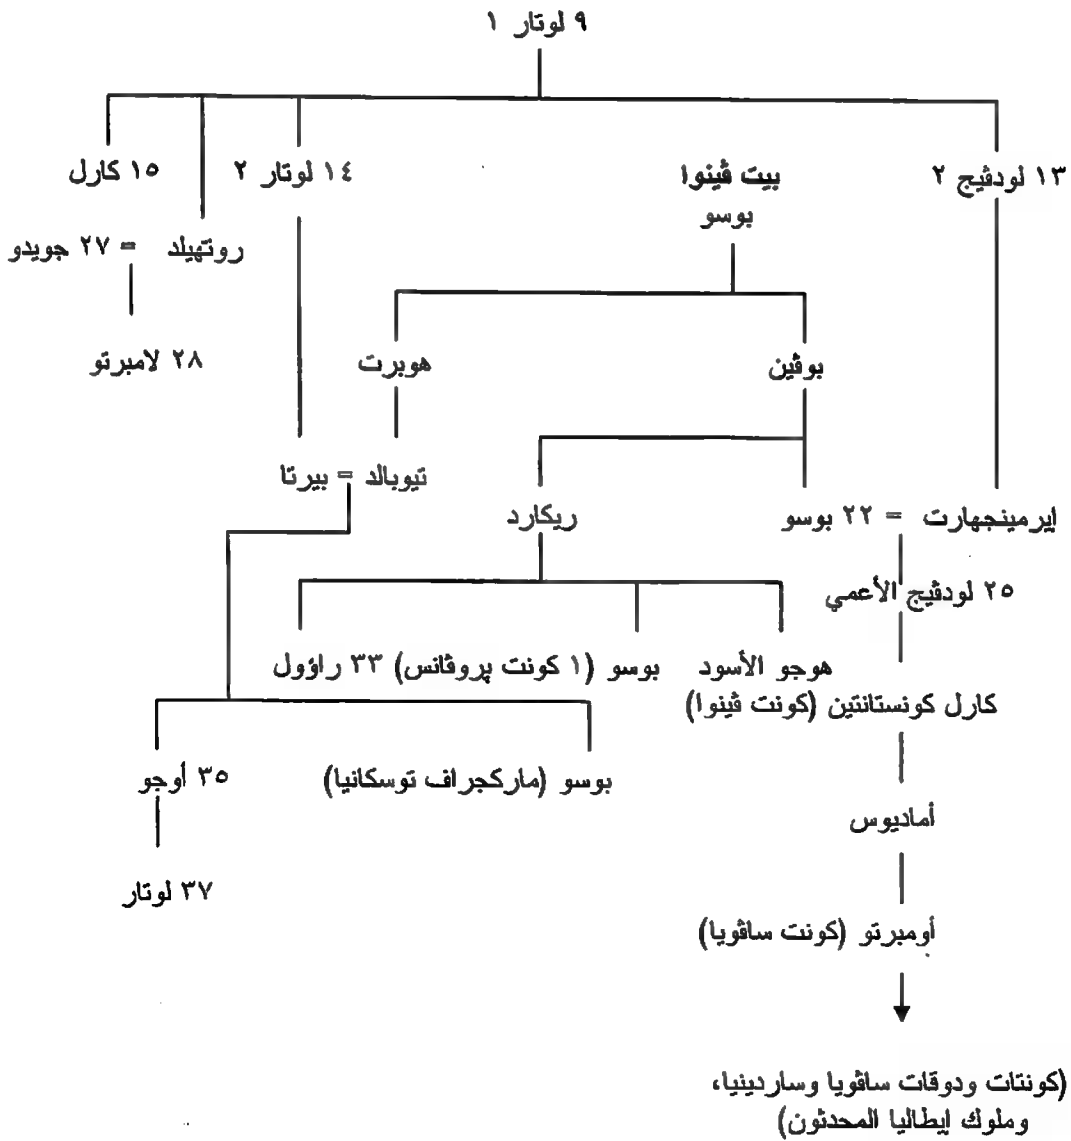 ٩ لوتار ١
١٣ لودڤيج ٢
بيت ڤينوا
١٤ لوتار ٢
١٥ كارل
بوسو
روتهيلد = ٢٧ جويدو
٢٨ لامبرتو
هوبرت
بوڤين
تيوبالد = بيرتا
إيرمينجهارت = ٢٢ بوسو
ريكارد
٢٥ لودڤيج الأعمي
هوجو الأسود
بوسو (١ كونت پروڤانس)
٣٣ راؤول
كارل كونستانتين (كونت ڤينوا)
بوسو (ماركجراف توسكانيا)
٣٥ أوجو
أماديوس
٣٧ لوتار
أومبرتو (كونت ساڤويا)
(كونتات ودوقات ساڤويا وساردينيا،
وملوك إيطاليا المحدثون)